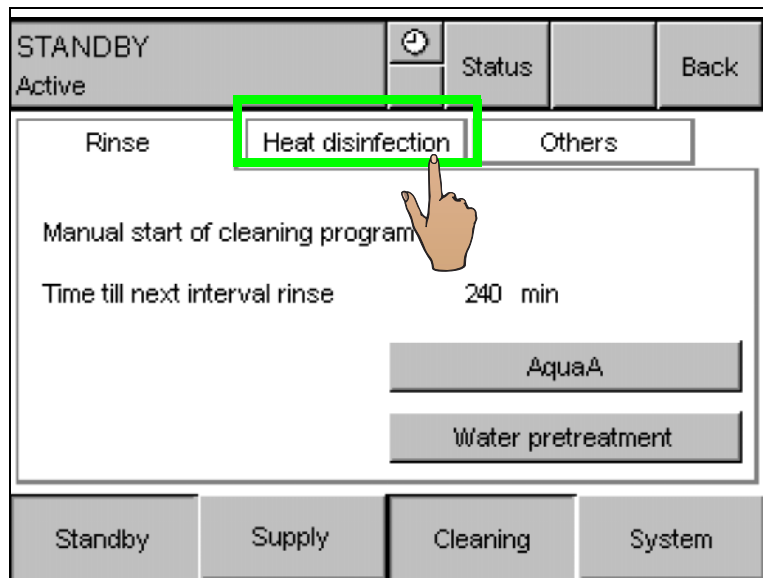 STANDBY
Active
Status
Back
Rinse
Heat disinfection
Others
Manual start of cleaning program
Time till next interval rinse 240 min
AquaA
Water pretreatment
Standby
Supply
Cleaning
System